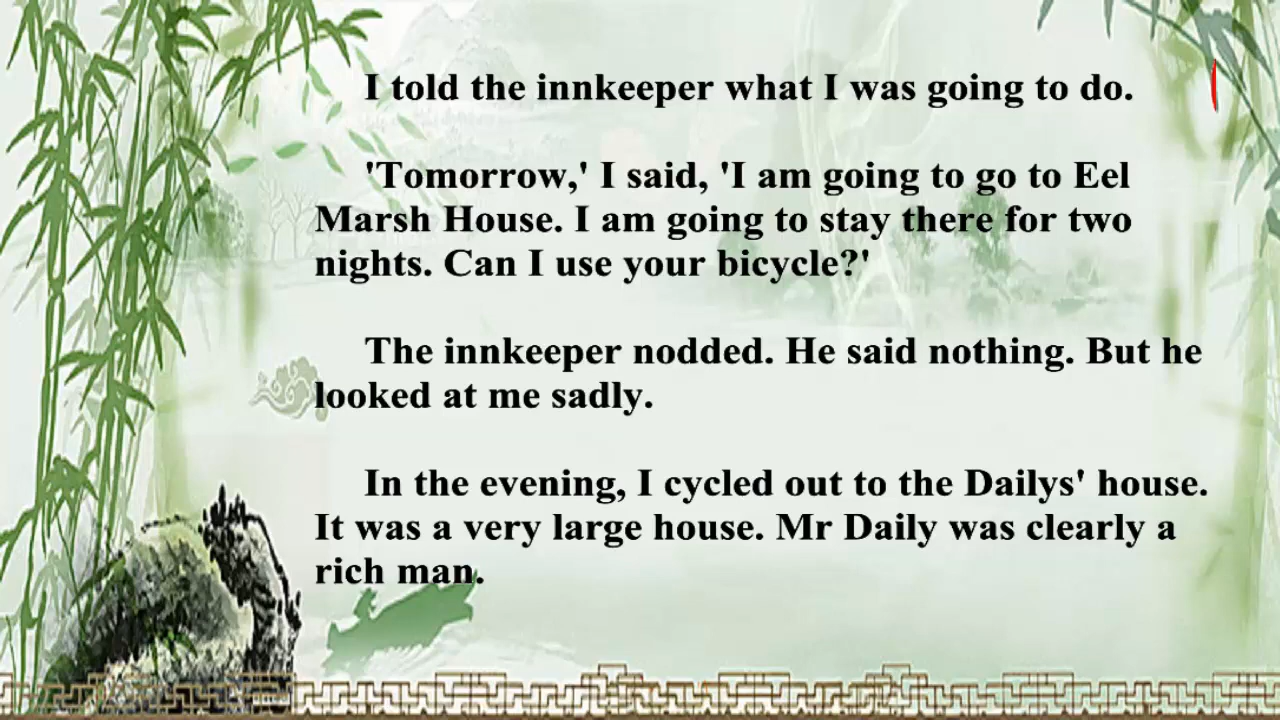 I told the innkeeper what I was going to do.
'Tomorrow,' I said, 'I am going to go to Eel
Marsh House. I am going to stay there for two
nights. Can I use your bicycle?'
The innkeeper nodded. He said nothing. But he
looked at me sadly.
In the evening, I cycled out to the Dailys' house.
It was a very large house. Mr Daily was clearly a
rich man.